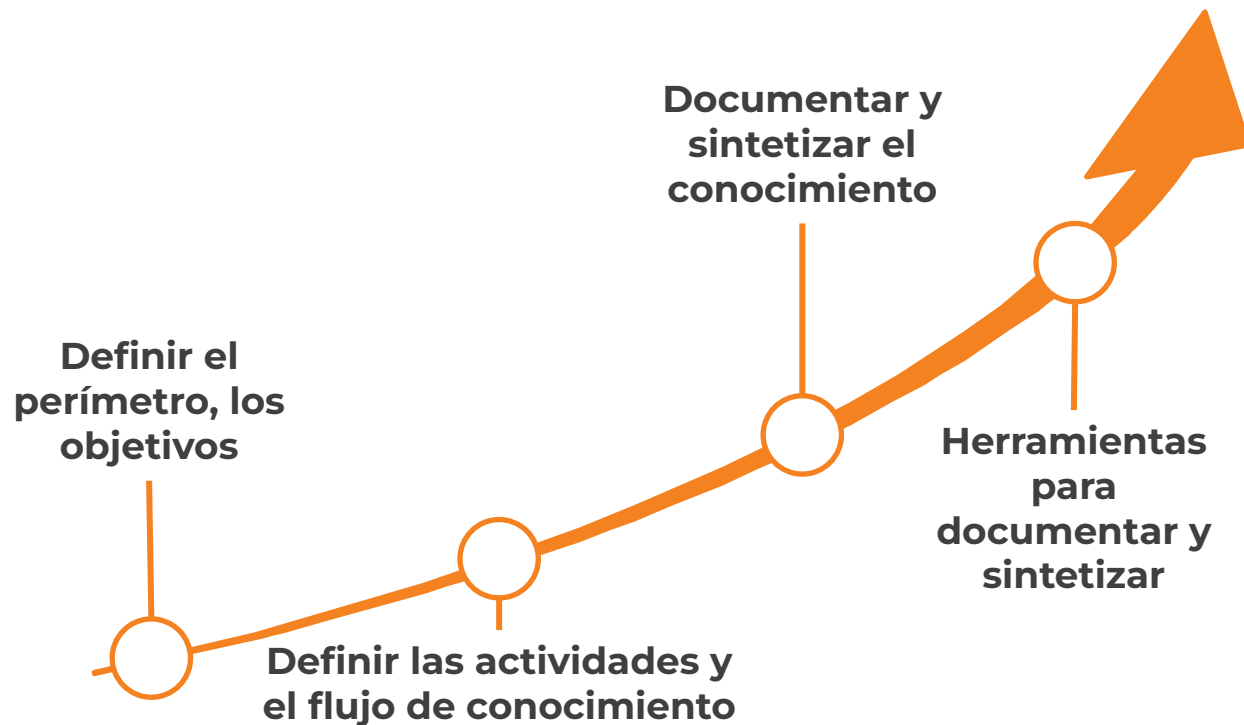 Definir el
perímetro, los
objetivos
Definir las actividades y
el flujo de conocimiento
Documentar y
sintetizar el
conocimiento
Herramientas
para
documentar y
sintetizar